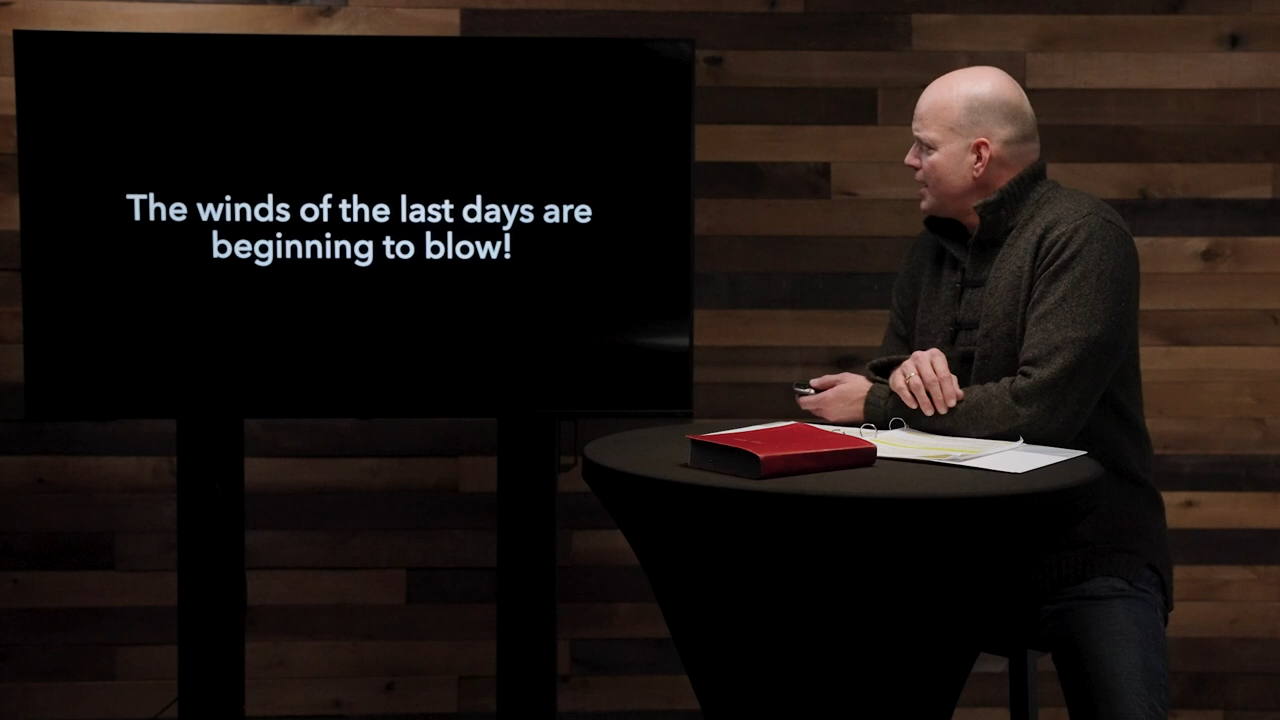 The winds of the last days are
beginning to blow!